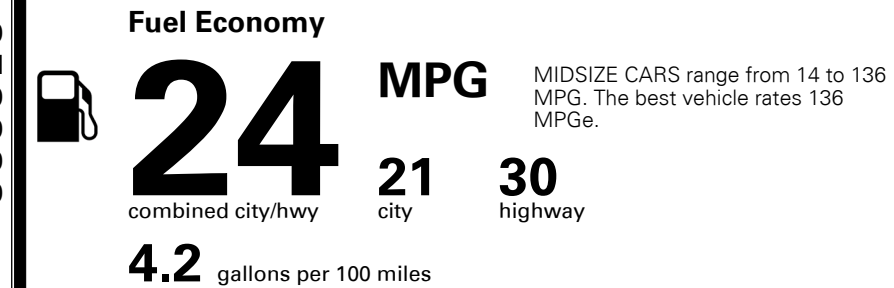 Fuel Economy
24
MPG
MIDSIZE CARS range from 14 to 136
MPG. The best vehicle rates 136
MPGe.
21
30
combined city/hwy
city
highway
4.2 gallons per 100 miles